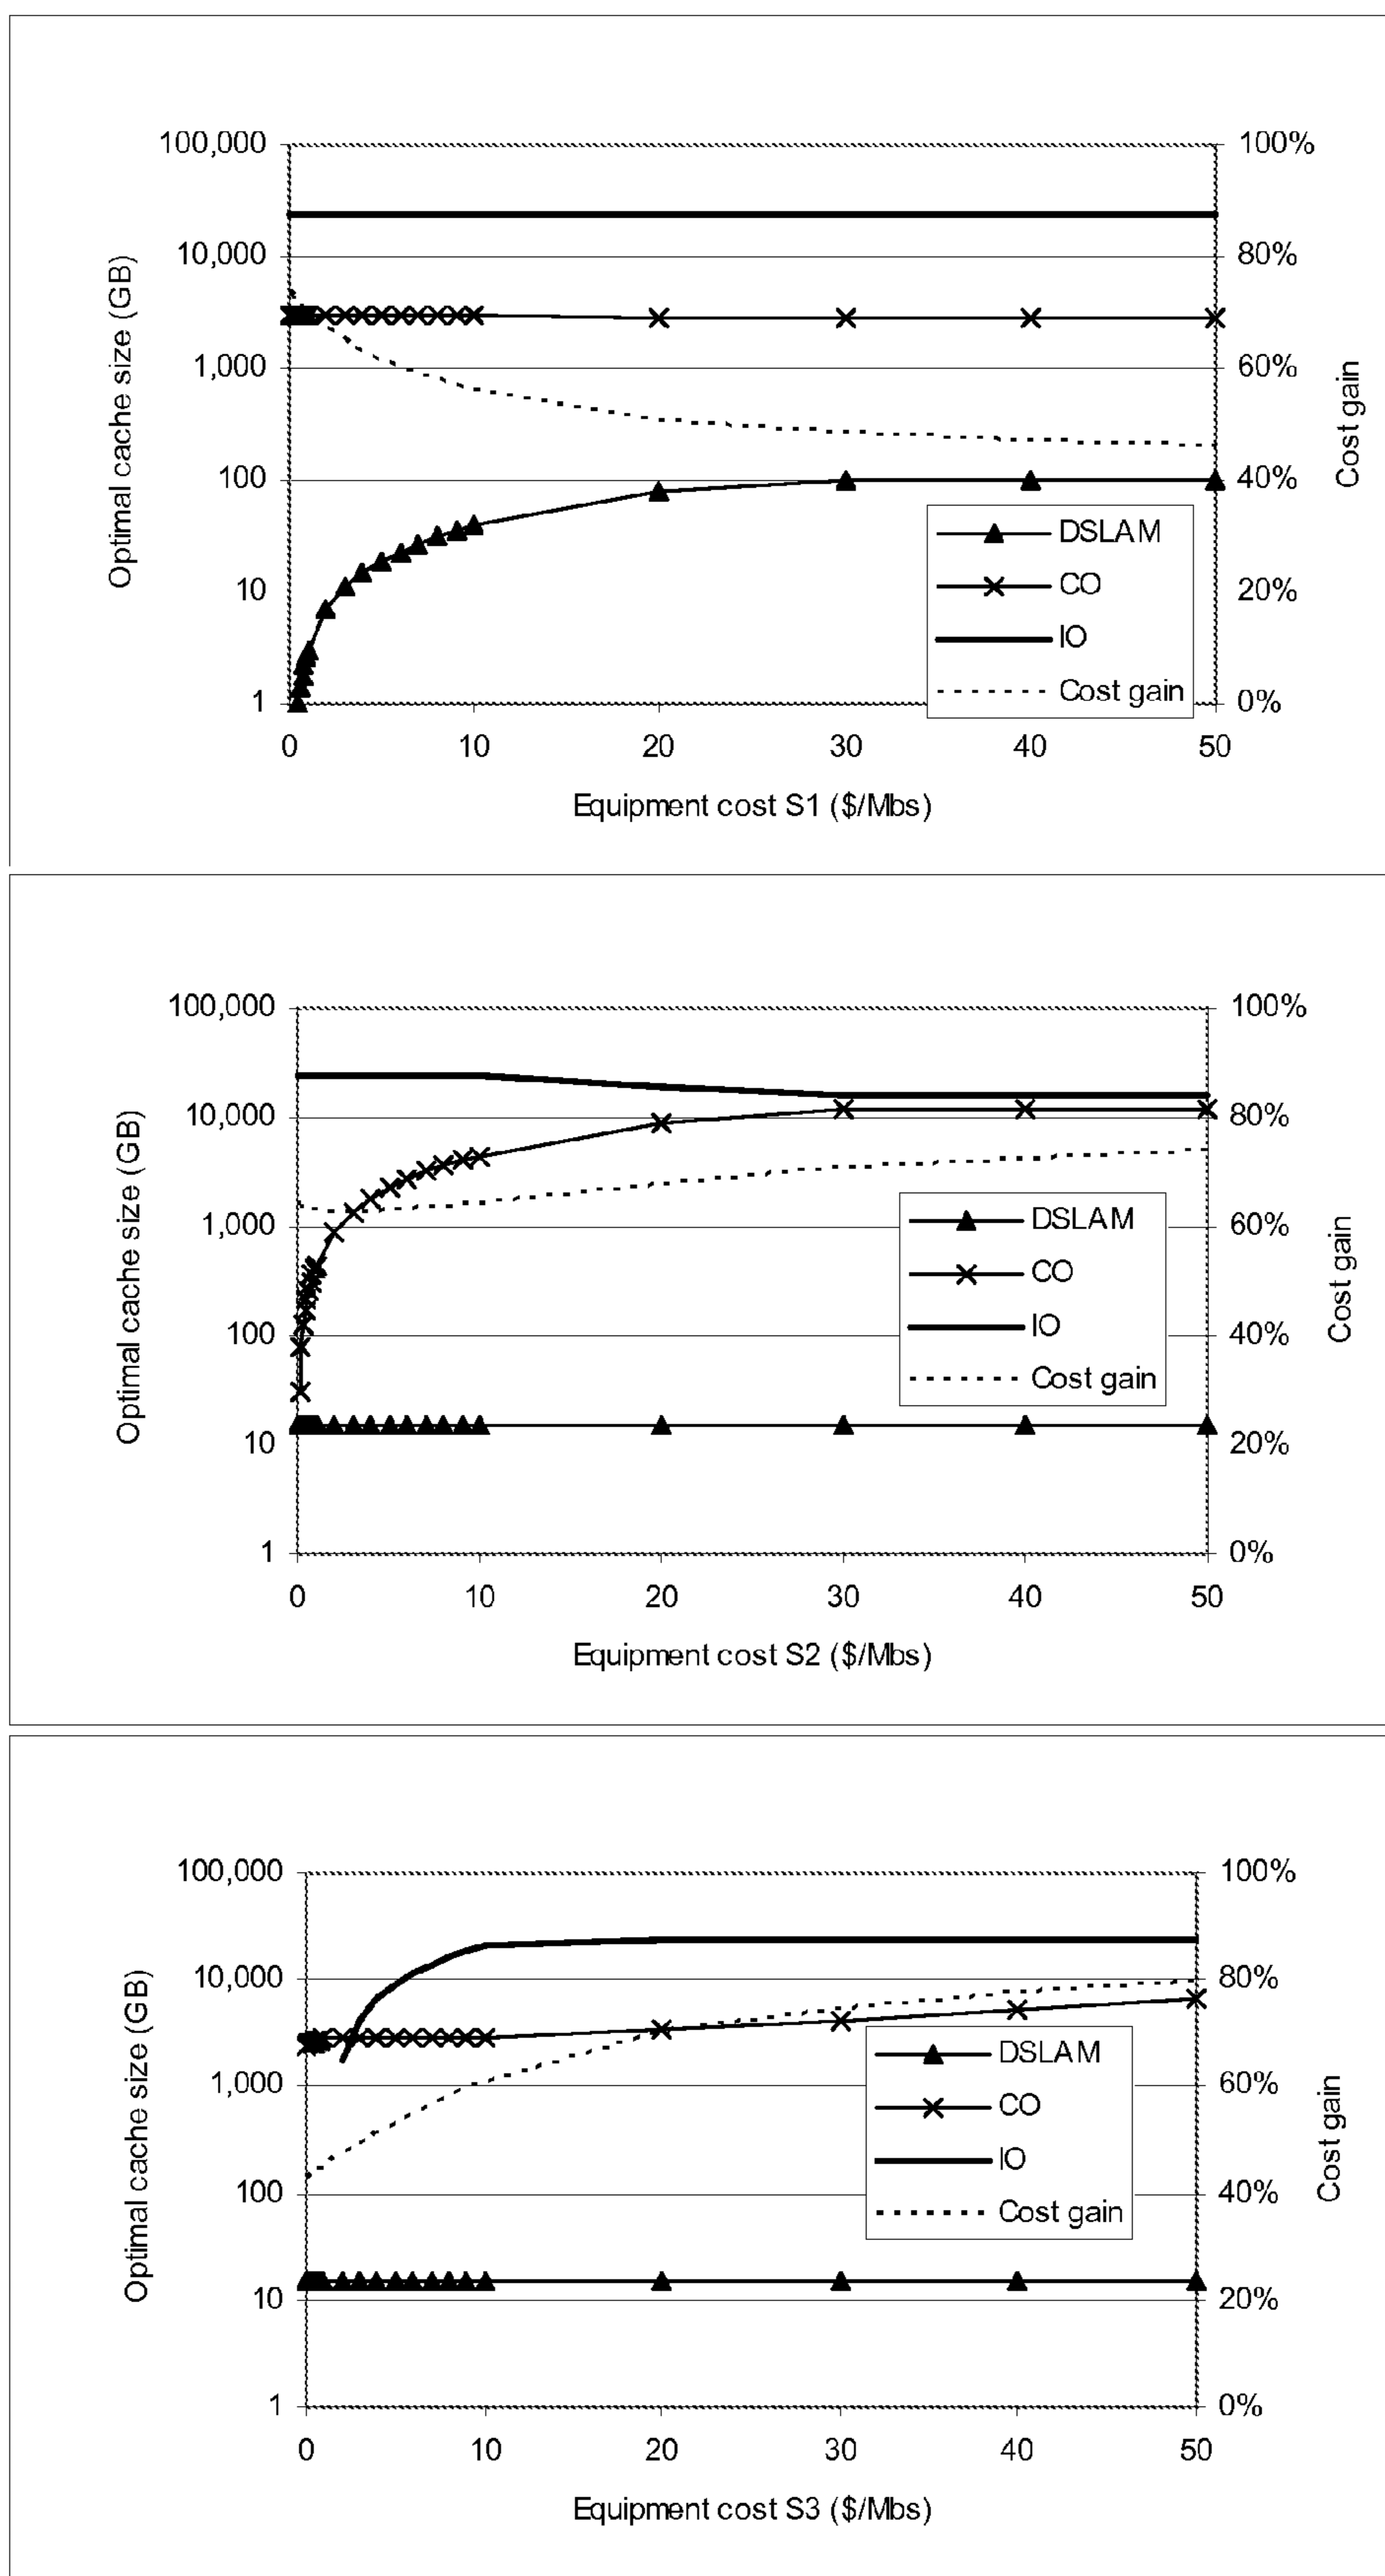 100,000
10,000
1,000
100
10
1
Optimal cache size (GB)
100%
80%
60%
40%
20%
0%
Cost gain
DSLAM
CO
IO
Cost gain
0 10 20 30 40 50
Equipment cost S1 ($/Mbs)
100,000
10,000
1,000
100
10
1
Optimal cache size (GB)
100%
80%
60%
40%
20%
0%
Cost gain
DSLAM
CO
IO
Cost gain
0 10 20 30 40 50
Equipment cost S2 ($/Mbs)
100,000
10,000
1,000
100
10
1
Optimal cache size (GB)
100%
80%
60%
40%
20%
0%
Cost gain
DSLAM
CO
IO
Cost gain
0 10 20 30 40 50
Equipment cost S3 ($/Mbs)